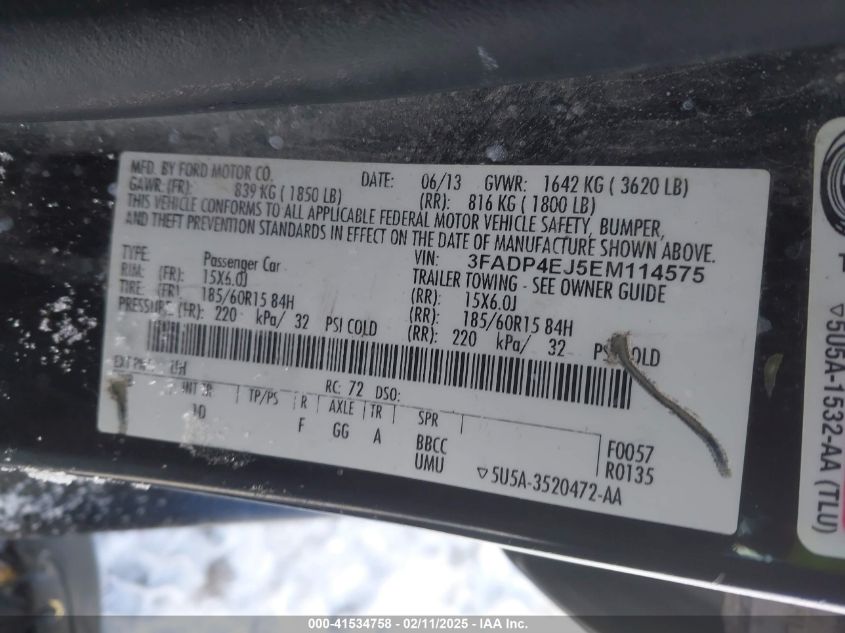 MFD. BY FORD MOTOR CO. DATE: 06/13 GVWR: 1642 KG ( 3620 LB)
GAWR: (FR): 839 KG ( 1850 LB) (RR): 816 KG ( 1800 LB)
THIS VEHICLE CONFORMS TO ALL APPLICABLE FEDERAL MOTOR VEHICLE SAFETY, BUMPER,
AND THEFT PREVENTION STANDARDS IN EFFECT ON THE DATE OF MANUFACTURE SHOWN ABOVE.
VIN: 3FADP4EJ5EM114575
TYPE: Passenger Car TRAILER TOWING - SEE OWNER GUIDE
RIM: (FR): 15X6.0J (RR): 15X6.0J
TIRE: (FR) 185/60R15 84H (RR): 185/60R15 84H
PRESSURE: (FR): 220 kPa/ 32 PSI COLD (RR): 220 kPa/ 32 PSI COLD
EXT PNT: RC: 72 DSO:
INT TR TP/PS R AXLE TR SPR
10 F GG A BBCC
UMU
F0057
R0135
▽5U5A-3520472-AA
▽5U5A-1532-AA (TLU)
000-41534758 - 02/11/2025 - IAA Inc.